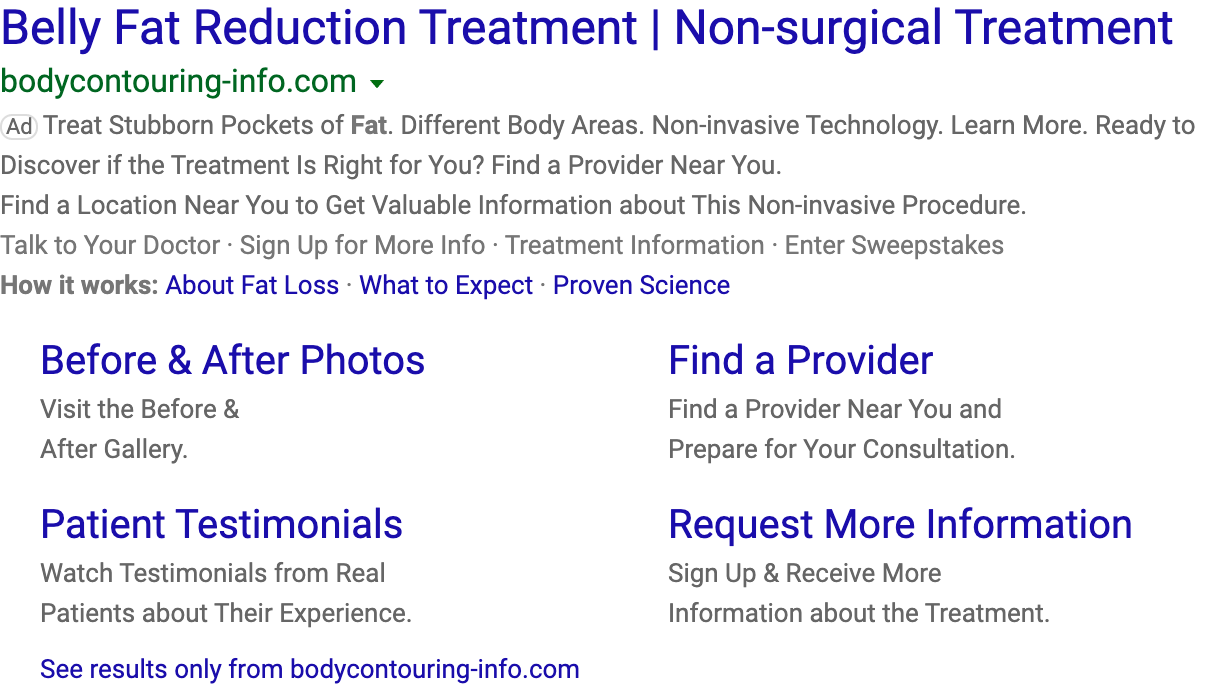 Belly Fat Reduction Treatment | Non-surgical Treatment
bodycontouring-info.com
Ad Treat Stubborn Pockets of Fat. Different Body Areas. Non-invasive Technology. Learn More. Ready to
Discover if the Treatment Is Right for You? Find a Provider Near You.
Find a Location Near You to Get Valuable Information about This Non-invasive Procedure.
Talk to Your Doctor · Sign Up for More Info · Treatment Information · Enter Sweepstakes
How it works: About Fat Loss · What to Expect · Proven Science
Before & After Photos
Visit the Before &
After Gallery.
Find a Provider
Find a Provider Near You and
Prepare for Your Consultation.
Patient Testimonials
Watch Testimonials from Real
Patients about Their Experience.
Request More Information
Sign Up & Receive More
Information about the Treatment.
See results only from bodycontouring-info.com